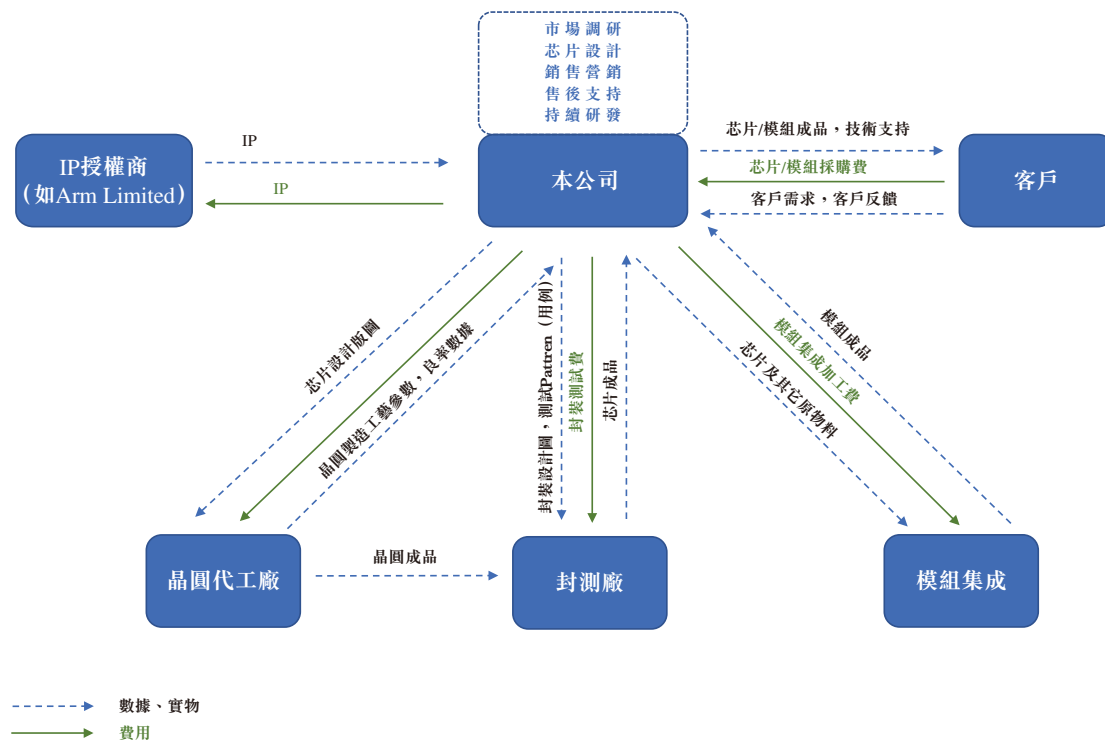 市場調研
芯片設計
銷售營銷
售後支持
持續研發
IP授權商
（如Arm Limited）
IP
IP
本公司
芯片/模組成品，技術支持
芯片/模組採購費
客戶需求，客戶反饋
客戶
芯片設計版圖
晶圓製造工藝參數，良率數據
封裝設計圖，測試Pattren（用例）
封裝測試費
芯片成品
芯片及其它原物料
模組集成加工費
模組成品
晶圓代工廠
晶圓成品
封測廠
模組集成
數據、實物
費用